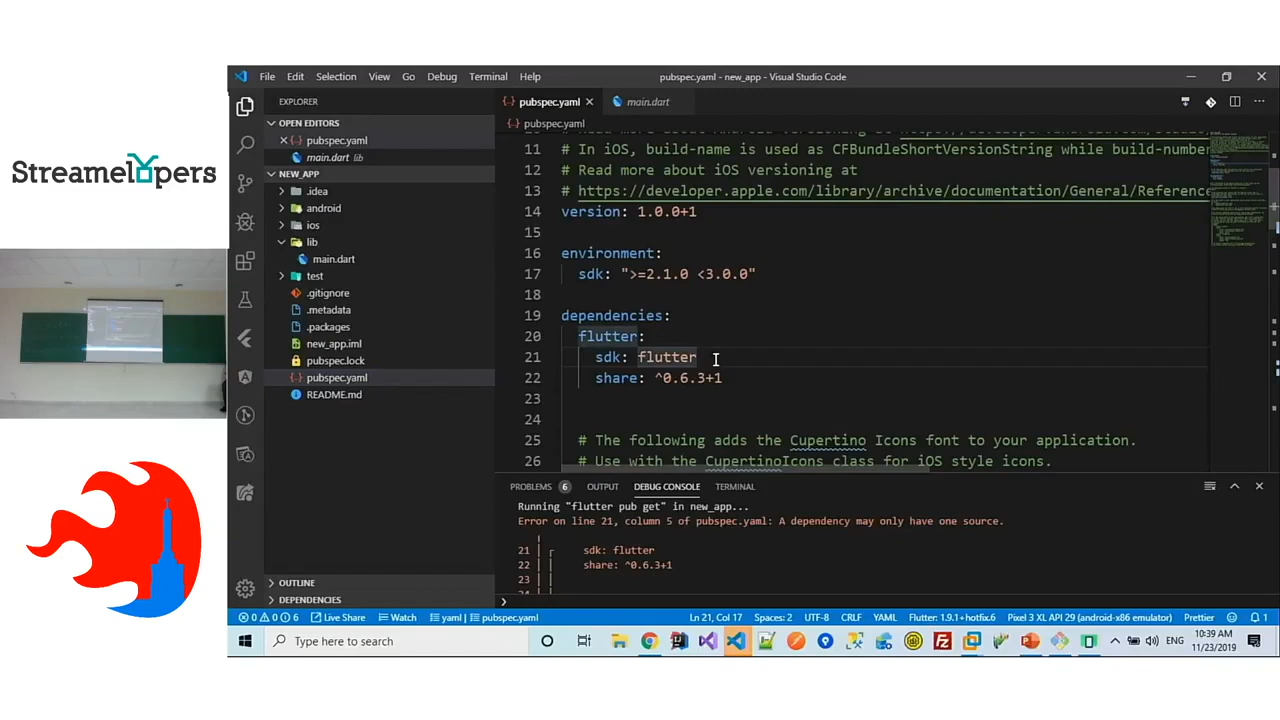 Streamelopers
File Edit Selection View Go Debug Terminal Help
pubspec.yaml - new_app - Visual Studio Code
EXPLORER
OPEN EDITORS
pubspec.yaml
main.dart lib
NEW_APP
.idea
android
ios
lib
main.dart
test
.gitignore
.metadata
.packages
new_app.iml
pubspec.lock
pubspec.yaml
README.md
OUTLINE
DEPENDENCIES
pubspec.yaml main.dart
pubspec.yaml
11 # In iOS, build-name is used as CFBundleShortVersionString while build-number
12 # Read more about iOS versioning at
13 # https://developer.apple.com/library/archive/documentation/General/Reference
14 version: 1.0.0+1
15
16 environment:
17 sdk: ">=2.1.0 <3.0.0"
18
19 dependencies:
20 flutter:
21 sdk: flutter
22 share: ^0.6.3+1
23
24
25 # The following adds the Cupertino Icons font to your application.
26 # Use with the CupertinoIcons class for iOS style icons.
PROBLEMS 6 OUTPUT DEBUG CONSOLE TERMINAL
Running "flutter pub get" in new_app...
Error on line 21, column 5 of pubspec.yaml: A dependency may only have one source.
21 sdk: flutter
22 share: ^0.6.3+1
23
0 0 6 Live Share Watch yaml | pubspec.yaml Ln 21, Col 17 Spaces: 2 UTF-8 CRLF YAML Flutter: 1.9.1+hotfix.6 Pixel 3 XL API 29 (android-x86 emulator) Prettier 1
Type here to search
ENG
10:39 AM
11/23/2019